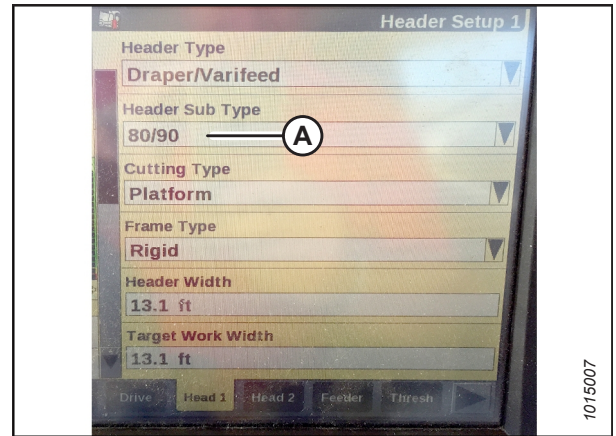 Header Setup 1
Header Type
Draper/Varifeed
Header Sub Type
80/90
A
Cutting Type
Platform
Frame Type
Rigid
Header Width
13.1 ft
Target Work Width
13.1 ft
Drive Head 1 Head 2 Feeder Thresh
1015007